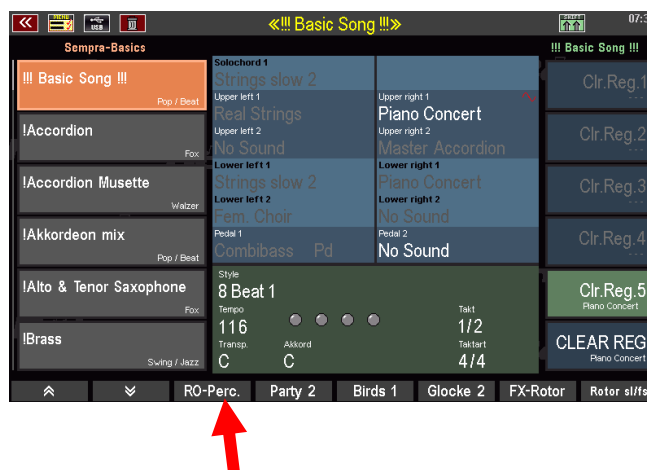 MENU
USB
«!!! Basic Song !!!»
SHIFT
07:3
Sempra-Basics
!!! Basic Song !!!
!!! Basic Song !!!
Pop / Beat
!Accordion
Fox
!Accordion Musette
Walzer
!Akkordeon mix
Pop / Beat
!Alto & Tenor Saxophone
Fox
!Brass
Swing / Jazz
Solochord 1
Strings slow 2
Upper left 1
Real Strings
Upper right 1
Piano Concert
Upper left 2
No Sound
Upper right 2
Master Accordion
Lower left 1
Strings slow 2
Lower right 1
Piano Concert
Lower left 2
Fem. Choir
Lower right 2
No Sound
Pedal 1
Combibass Pd
Pedal 2
No Sound
Style
8 Beat 1
Tempo
116
Takt
1/2
Transp.
C
Akkord
C
Taktart
4/4
Clr.Reg.1
Clr.Reg.2
Clr.Reg.3
Clr.Reg.4
Clr.Reg.5
Piano Concert
CLEAR REG
Piano Concert
RO-Perc. Party 2 Birds 1 Glocke 2 FX-Rotor Rotor sl/fs